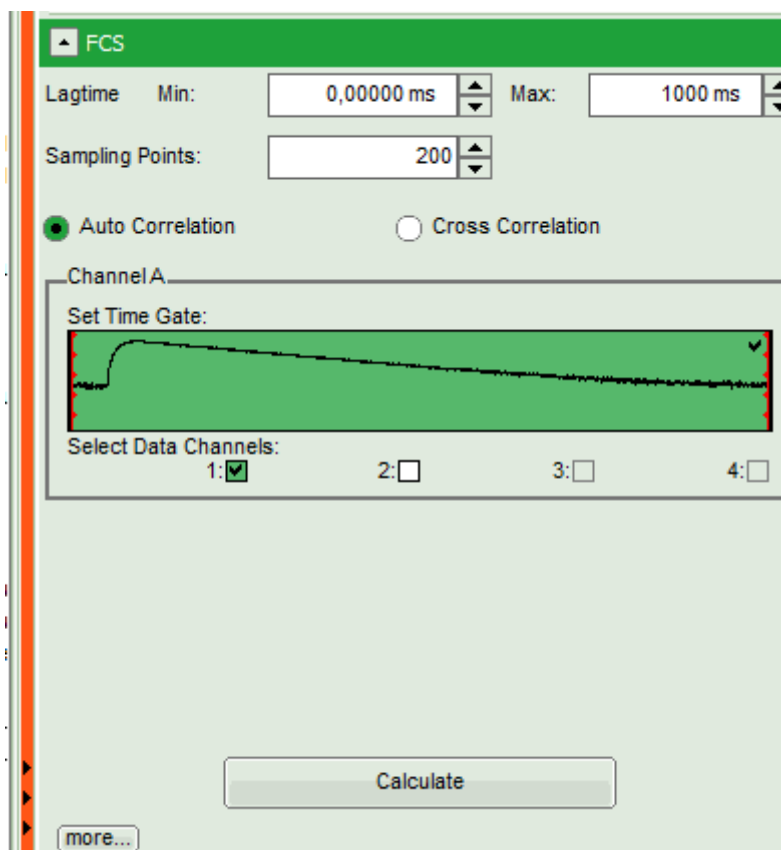 FCS
Lagtime Min: 0,00000 ms Max: 1000 ms
Sampling Points: 200
Auto Correlation Cross Correlation
Channel A
Set Time Gate:
Select Data Channels:
1: 2: 3: 4:
Calculate
more...